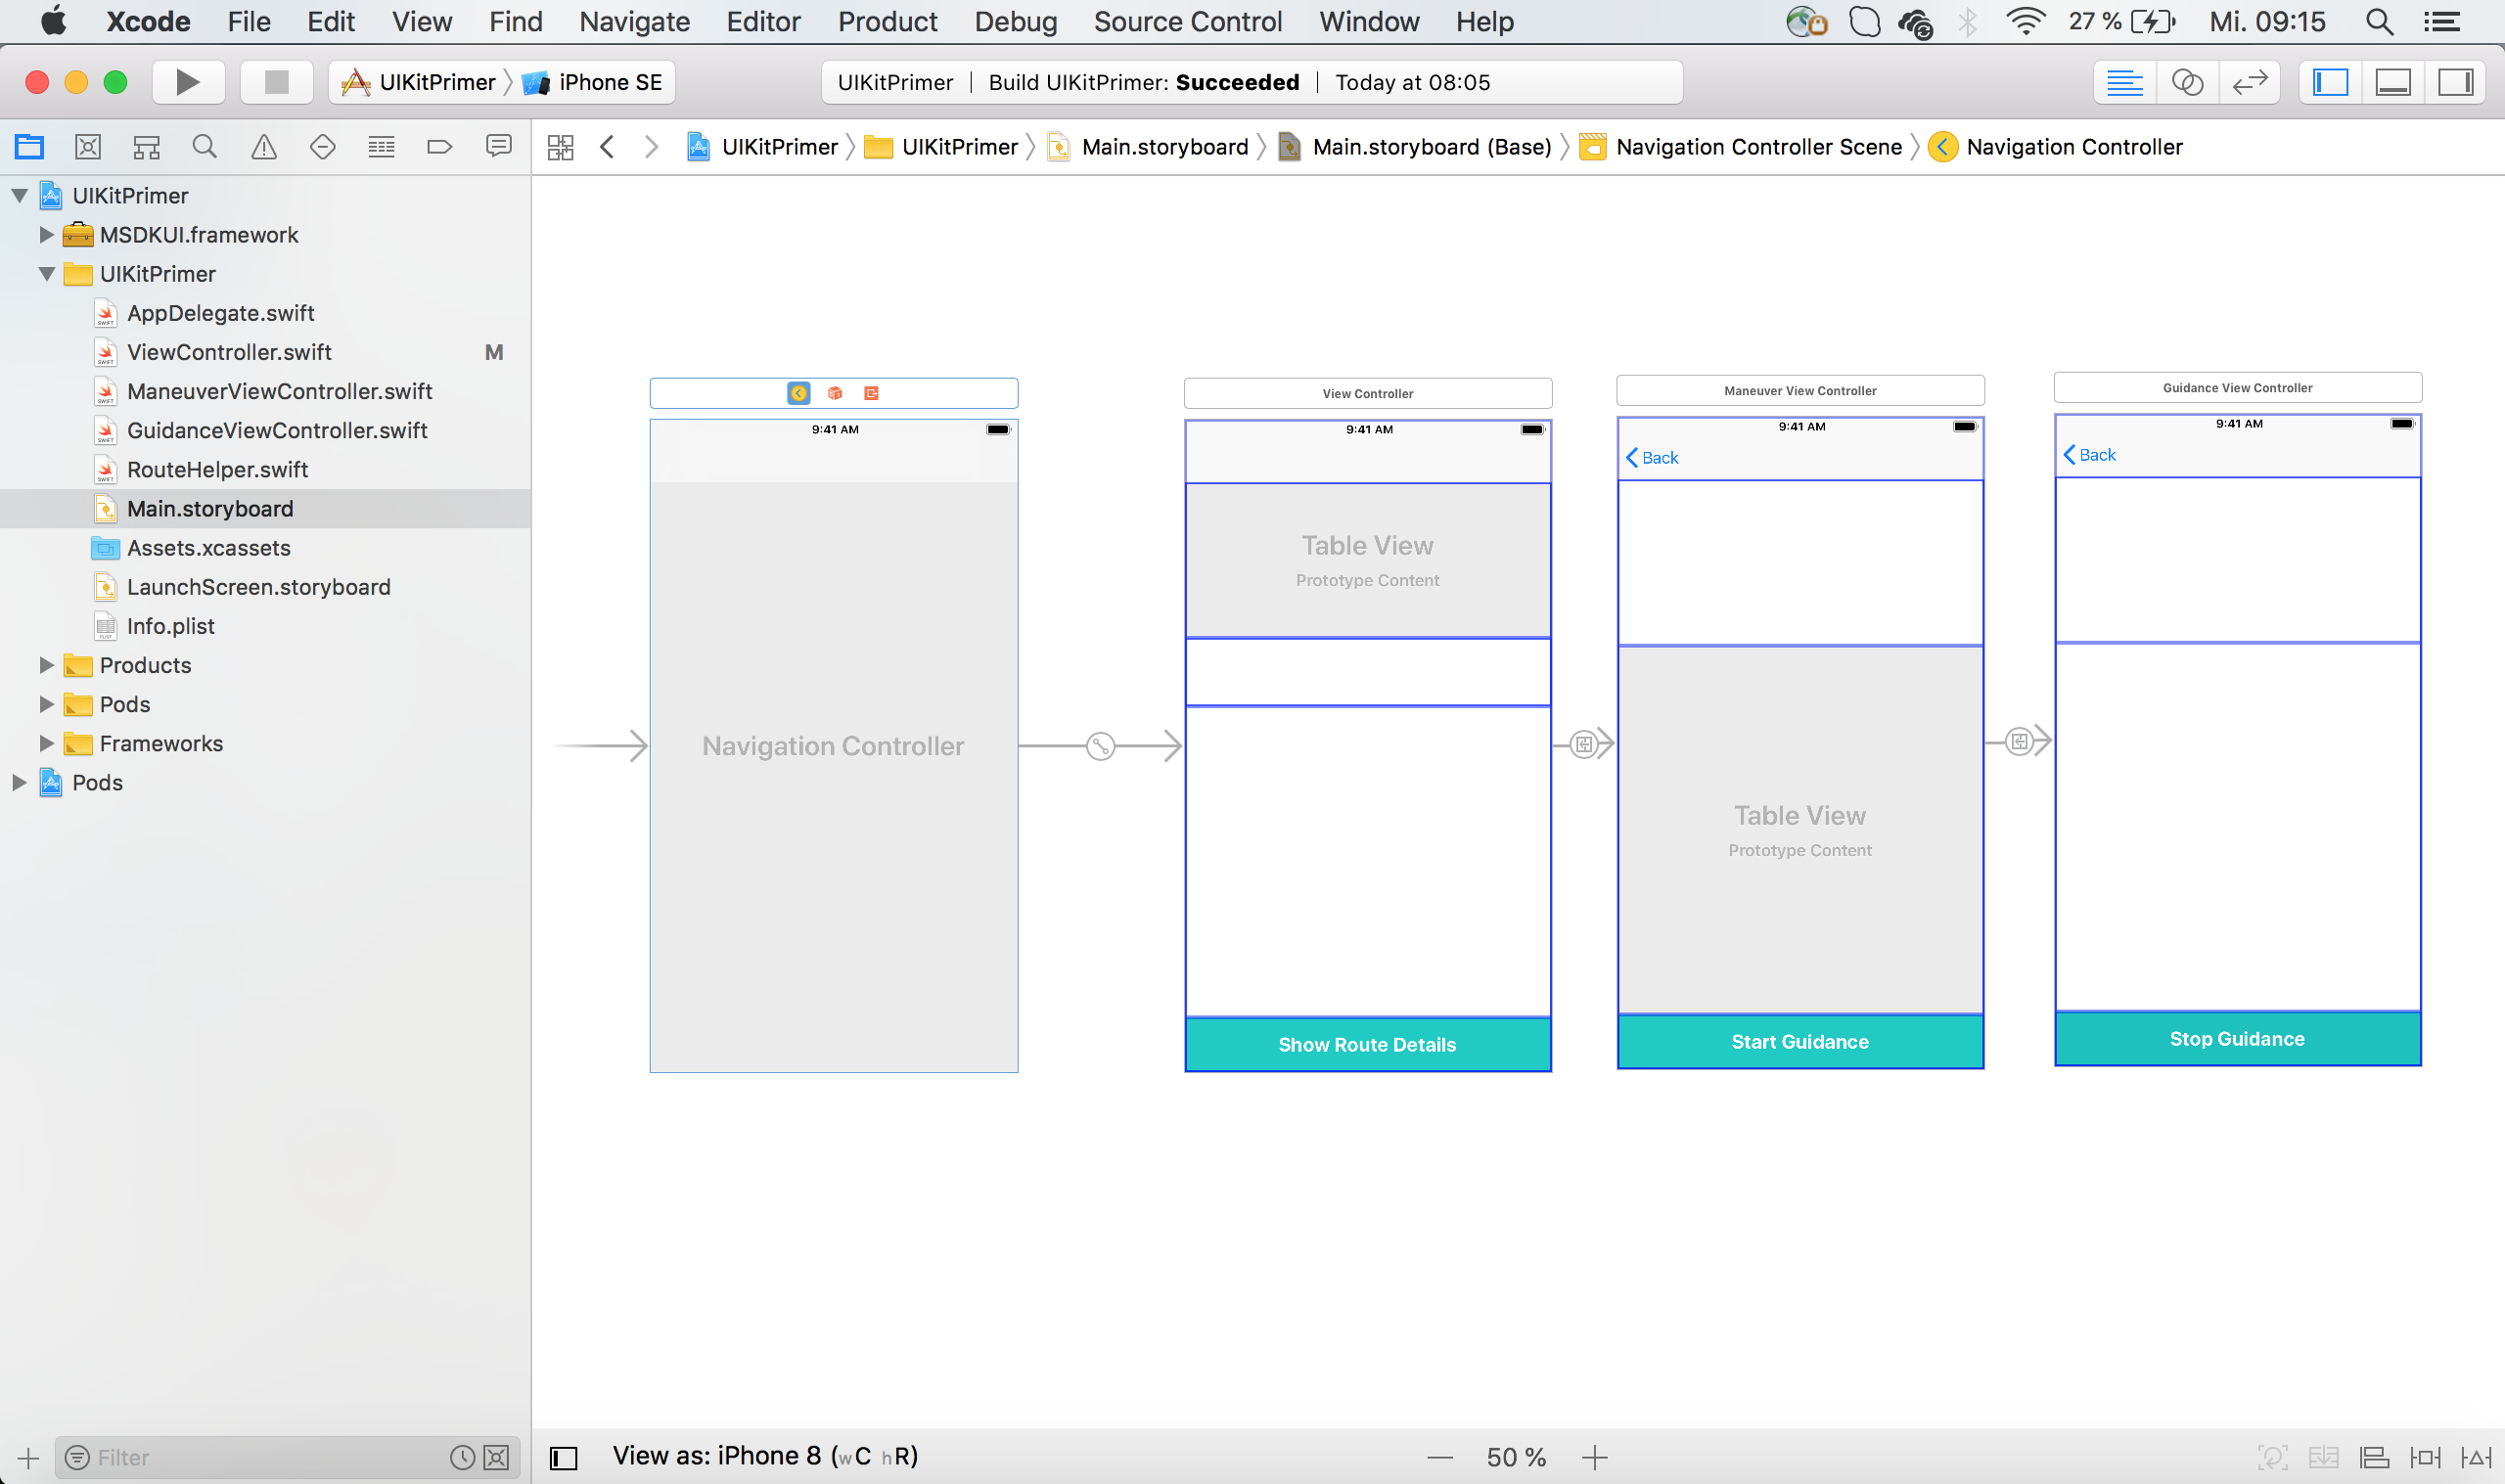 Xcode File Edit View Find Navigate Editor Product Debug Source Control Window Help 27 % Mi. 09:15
UIKitPrimer iPhone SE UIKitPrimer | Build UIKitPrimer: Succeeded | Today at 08:05
UIKitPrimer UIKitPrimer Main.storyboard Main.storyboard (Base) Navigation Controller Scene Navigation Controller
UIKitPrimer
MSDKUI.framework
UIKitPrimer
AppDelegate.swift
ViewController.swift M
ManeuverViewController.swift
GuidanceViewController.swift
RouteHelper.swift
Main.storyboard
Assets.xcassets
LaunchScreen.storyboard
Info.plist
Products
Pods
Frameworks
Pods
Filter
9:41 AM
Navigation Controller
View Controller
9:41 AM
Table View
Prototype Content
Show Route Details
Maneuver View Controller
9:41 AM
Back
Table View
Prototype Content
Start Guidance
Guidance View Controller
9:41 AM
Back
Stop Guidance
View as: iPhone 8 (wC hR) 50 %